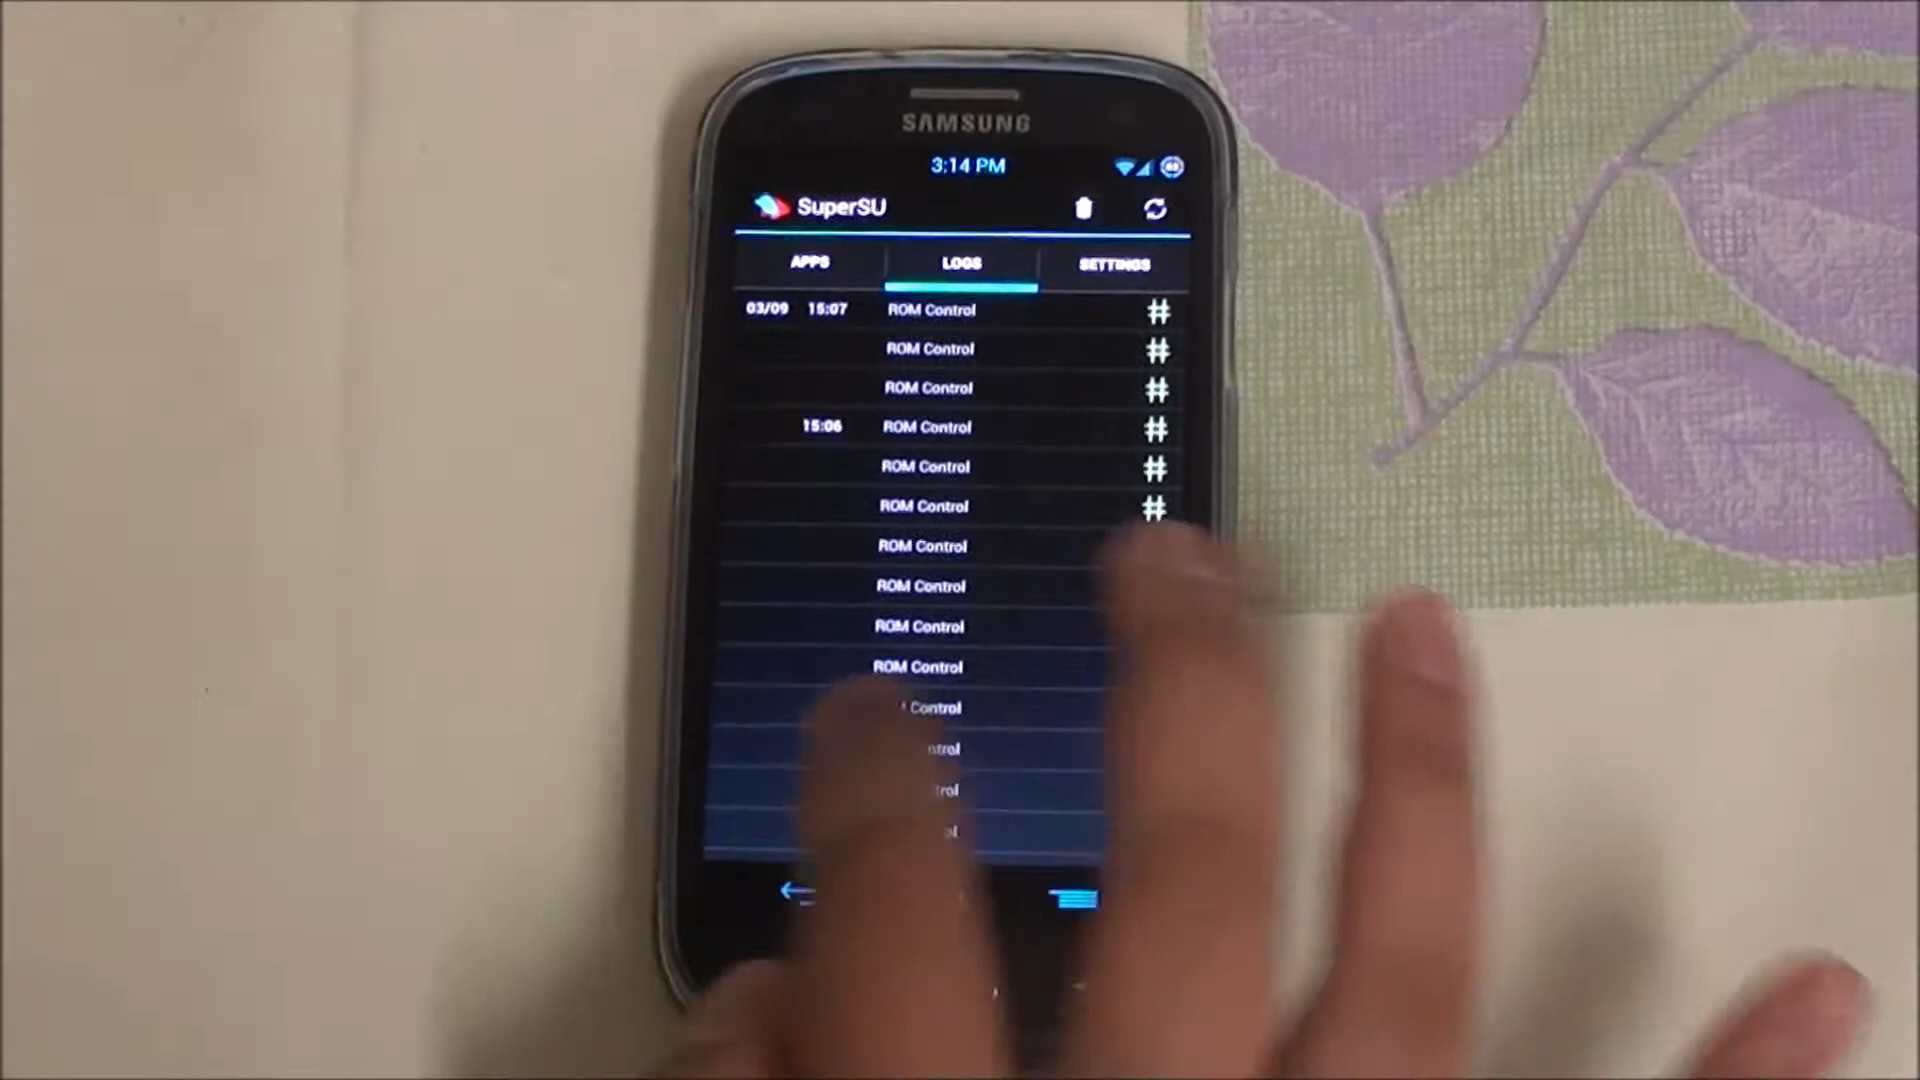 SAMSUNG
3:14 PM
SuperSU
APPS LOGS SETTINGS
03/09 15:07 ROM Control #
ROM Control #
ROM Control #
15:06 ROM Control #
ROM Control #
ROM Control #
ROM Control
ROM Control
ROM Control
ROM Control
Control